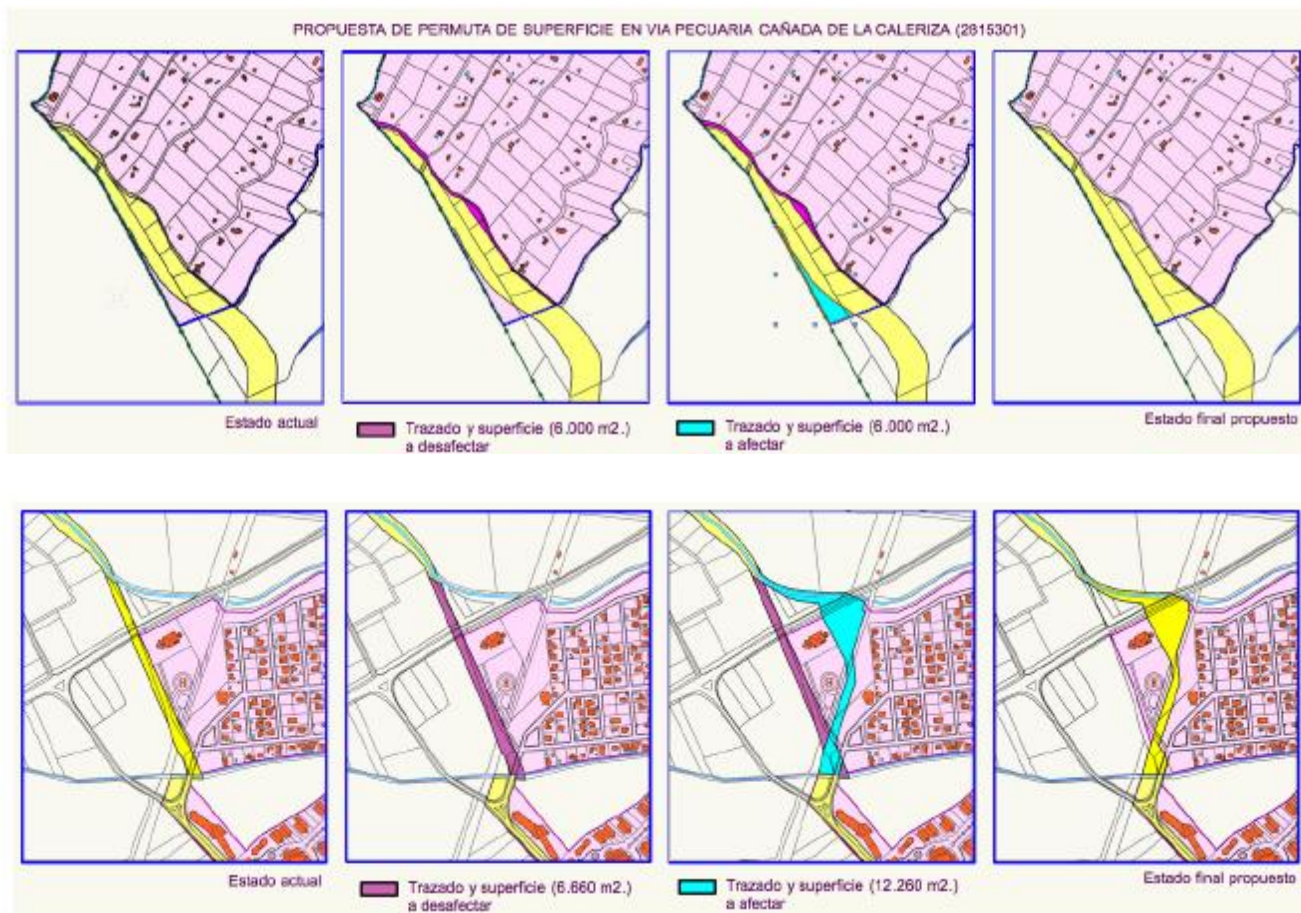 PROPUESTA DE PERMUTA DE SUPERFICIE EN VIA PECUARIA CAÑADA DE LA CALERIZA (2815301)
Estado actual
Trazado y superficie (6.000 m2.)
a desafectar
Trazado y superficie (6.000 m2.)
a afectar
Estado final propuesto
Estado actual
Trazado y superficie (6.660 m2.)
a desafectar
Trazado y superficie (12.260 m2.)
a afectar
Estado final propuesto